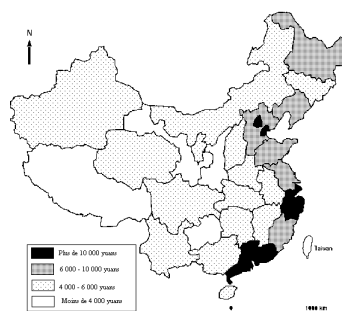 N
Taiwan
Plus de 10 000 yuans
6 000 - 10 000 yuans
4 000 - 6 000 yuans
Moins de 4 000 yuans
0 1000 km